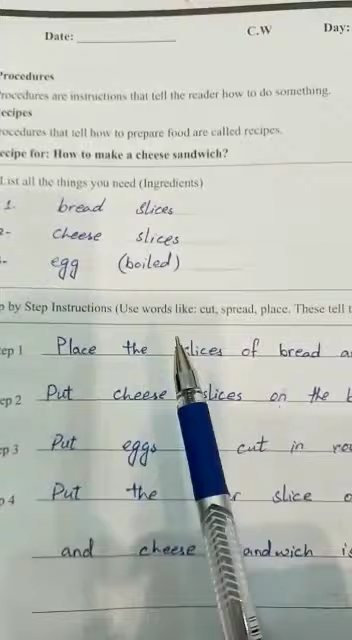 Date: C.W Day:
Procedures
Procedures are instructions that tell the reader how to do something.
Recipes
Procedures that tell how to prepare food are called recipes.
Recipe for: How to make a cheese sandwich?
List all the things you need (Ingredients)
1. bread slices
2- cheese slices
egg (boiled)
by Step Instructions (Use words like: cut, spread, place. These tell
Step 1 Place the slices of bread
Step 2 Put cheese slices on the
Step 3 Put eggs cut in
Step 4 Put the slice
and cheese sandwich is